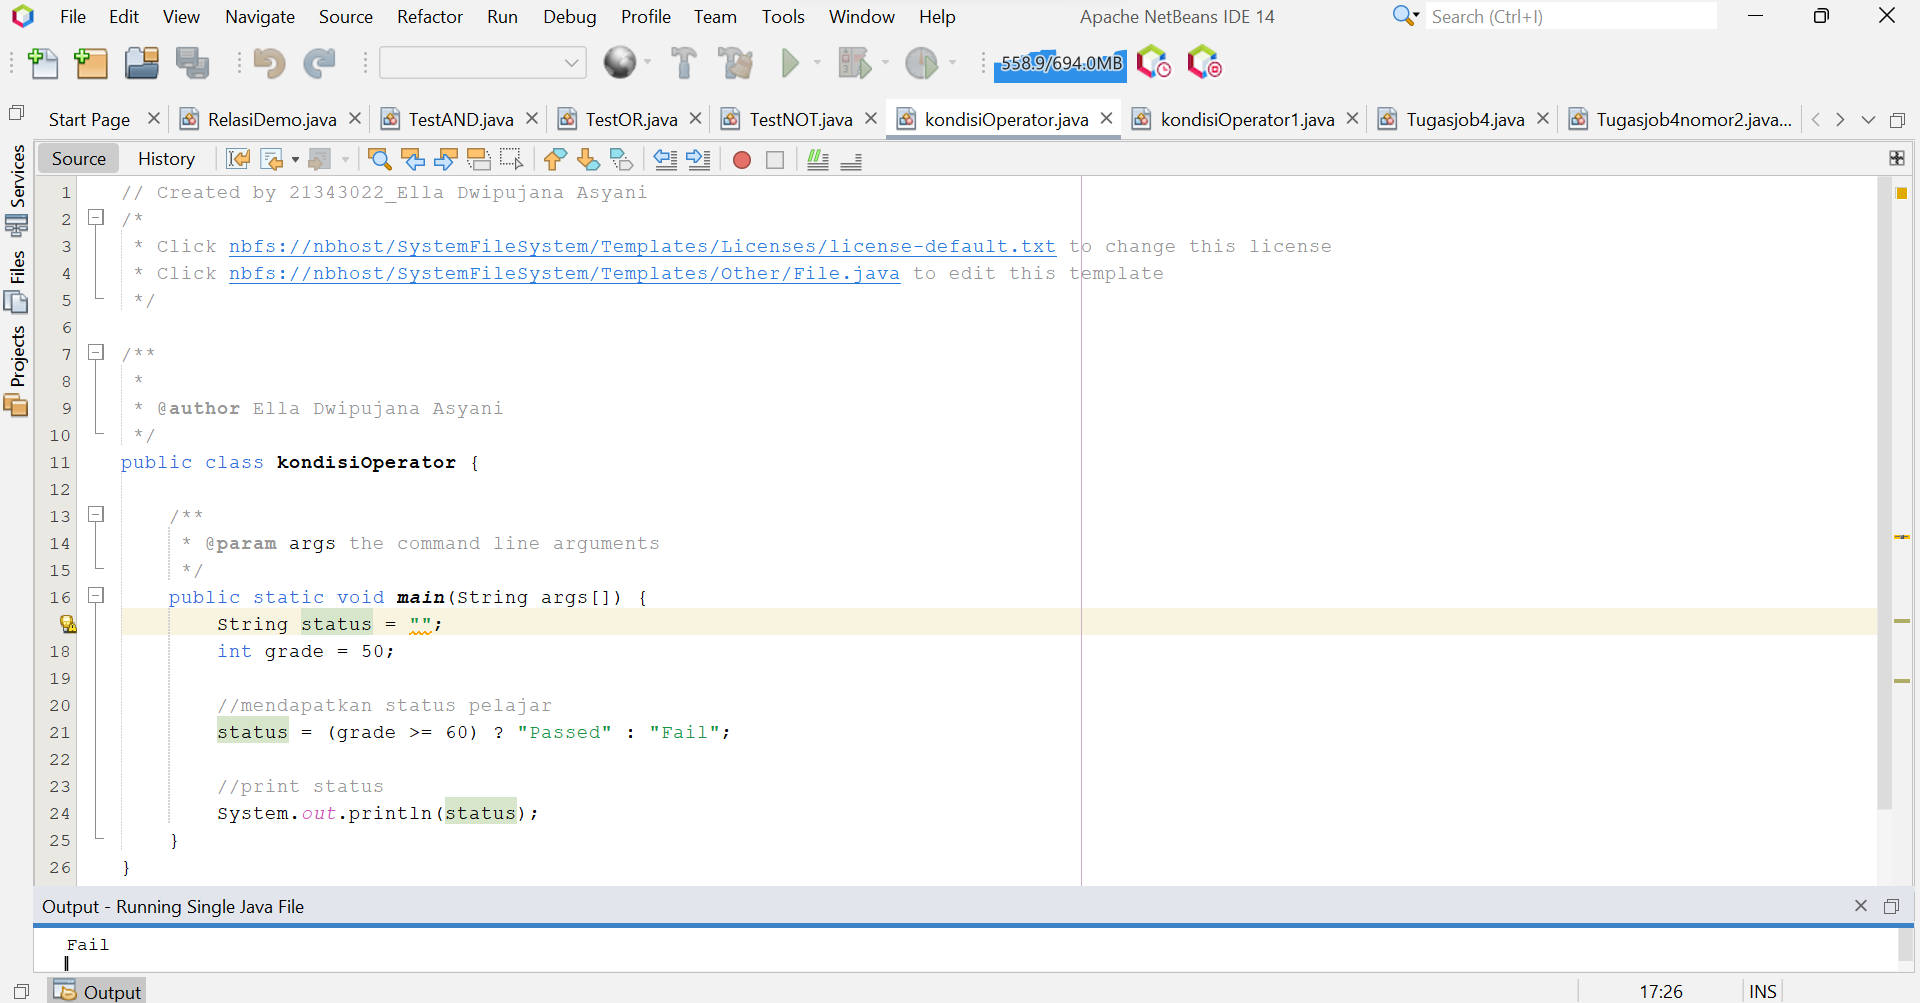 File Edit View Navigate Source Refactor Run Debug Profile Team Tools Window Help Apache NetBeans IDE 14 Search (Ctrl+I)
558.9/694.0MB
Start Page RelasiDemo.java TestAND.java TestOR.java TestNOT.java kondisiOperator.java kondisiOperator1.java Tugasjob4.java Tugasjob4nomor2.java...
Services
Files
Projects
Source History
1 // Created by 21343022_Ella Dwipujana Asyani
2 /*
3 * Click nbfs://nbhost/SystemFileSystem/Templates/Licenses/license-default.txt to change this license
4 * Click nbfs://nbhost/SystemFileSystem/Templates/Other/File.java to edit this template
5 */
6
7 /**
8 *
9 * @author Ella Dwipujana Asyani
10 */
11 public class kondisiOperator {
12
13 /**
14 * @param args the command line arguments
15 */
16 public static void main(String args[]) {
String status = "";
18 int grade = 50;
19
20 //mendapatkan status pelajar
21 status = (grade >= 60) ? "Passed" : "Fail";
22
23 //print status
24 System.out.println(status);
25 }
26 }
Output - Running Single Java File
Fail
Output
17:26 INS